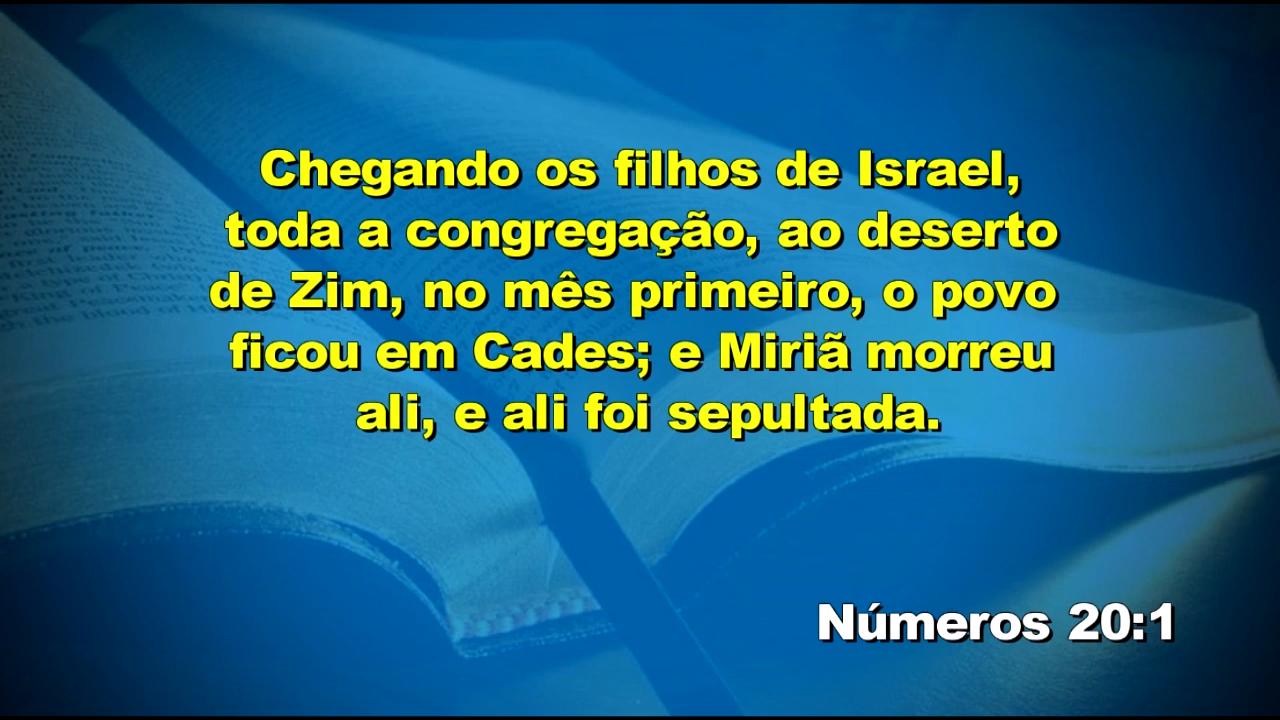 Chegando os filhos de Israel,
toda a congregação, ao deserto
de Zim, no mês primeiro, o povo
ficou em Cades; e Miriã morreu
ali, e ali foi sepultada.
Números 20:1